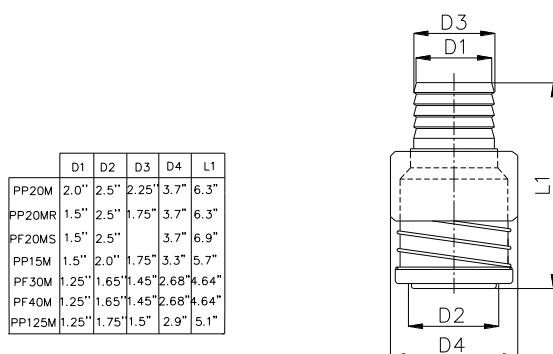 D1 D2 D3 D4 L1
PP20M 2.0'' 2.5'' 2.25'' 3.7'' 6.3''
PP20MR 1.5'' 2.5'' 1.75'' 3.7'' 6.3''
PF20MS 1.5'' 2.5'' 3.7'' 6.9''
PP15M 1.5'' 2.0'' 1.75'' 3.3'' 5.7''
PF30M 1.25'' 1.65'' 1.45'' 2.68'' 4.64''
PF40M 1.25'' 1.65'' 1.45'' 2.68'' 4.64''
PP125M 1.25'' 1.75'' 1.5'' 2.9'' 5.1''
D3
D1
L1
D2
D4